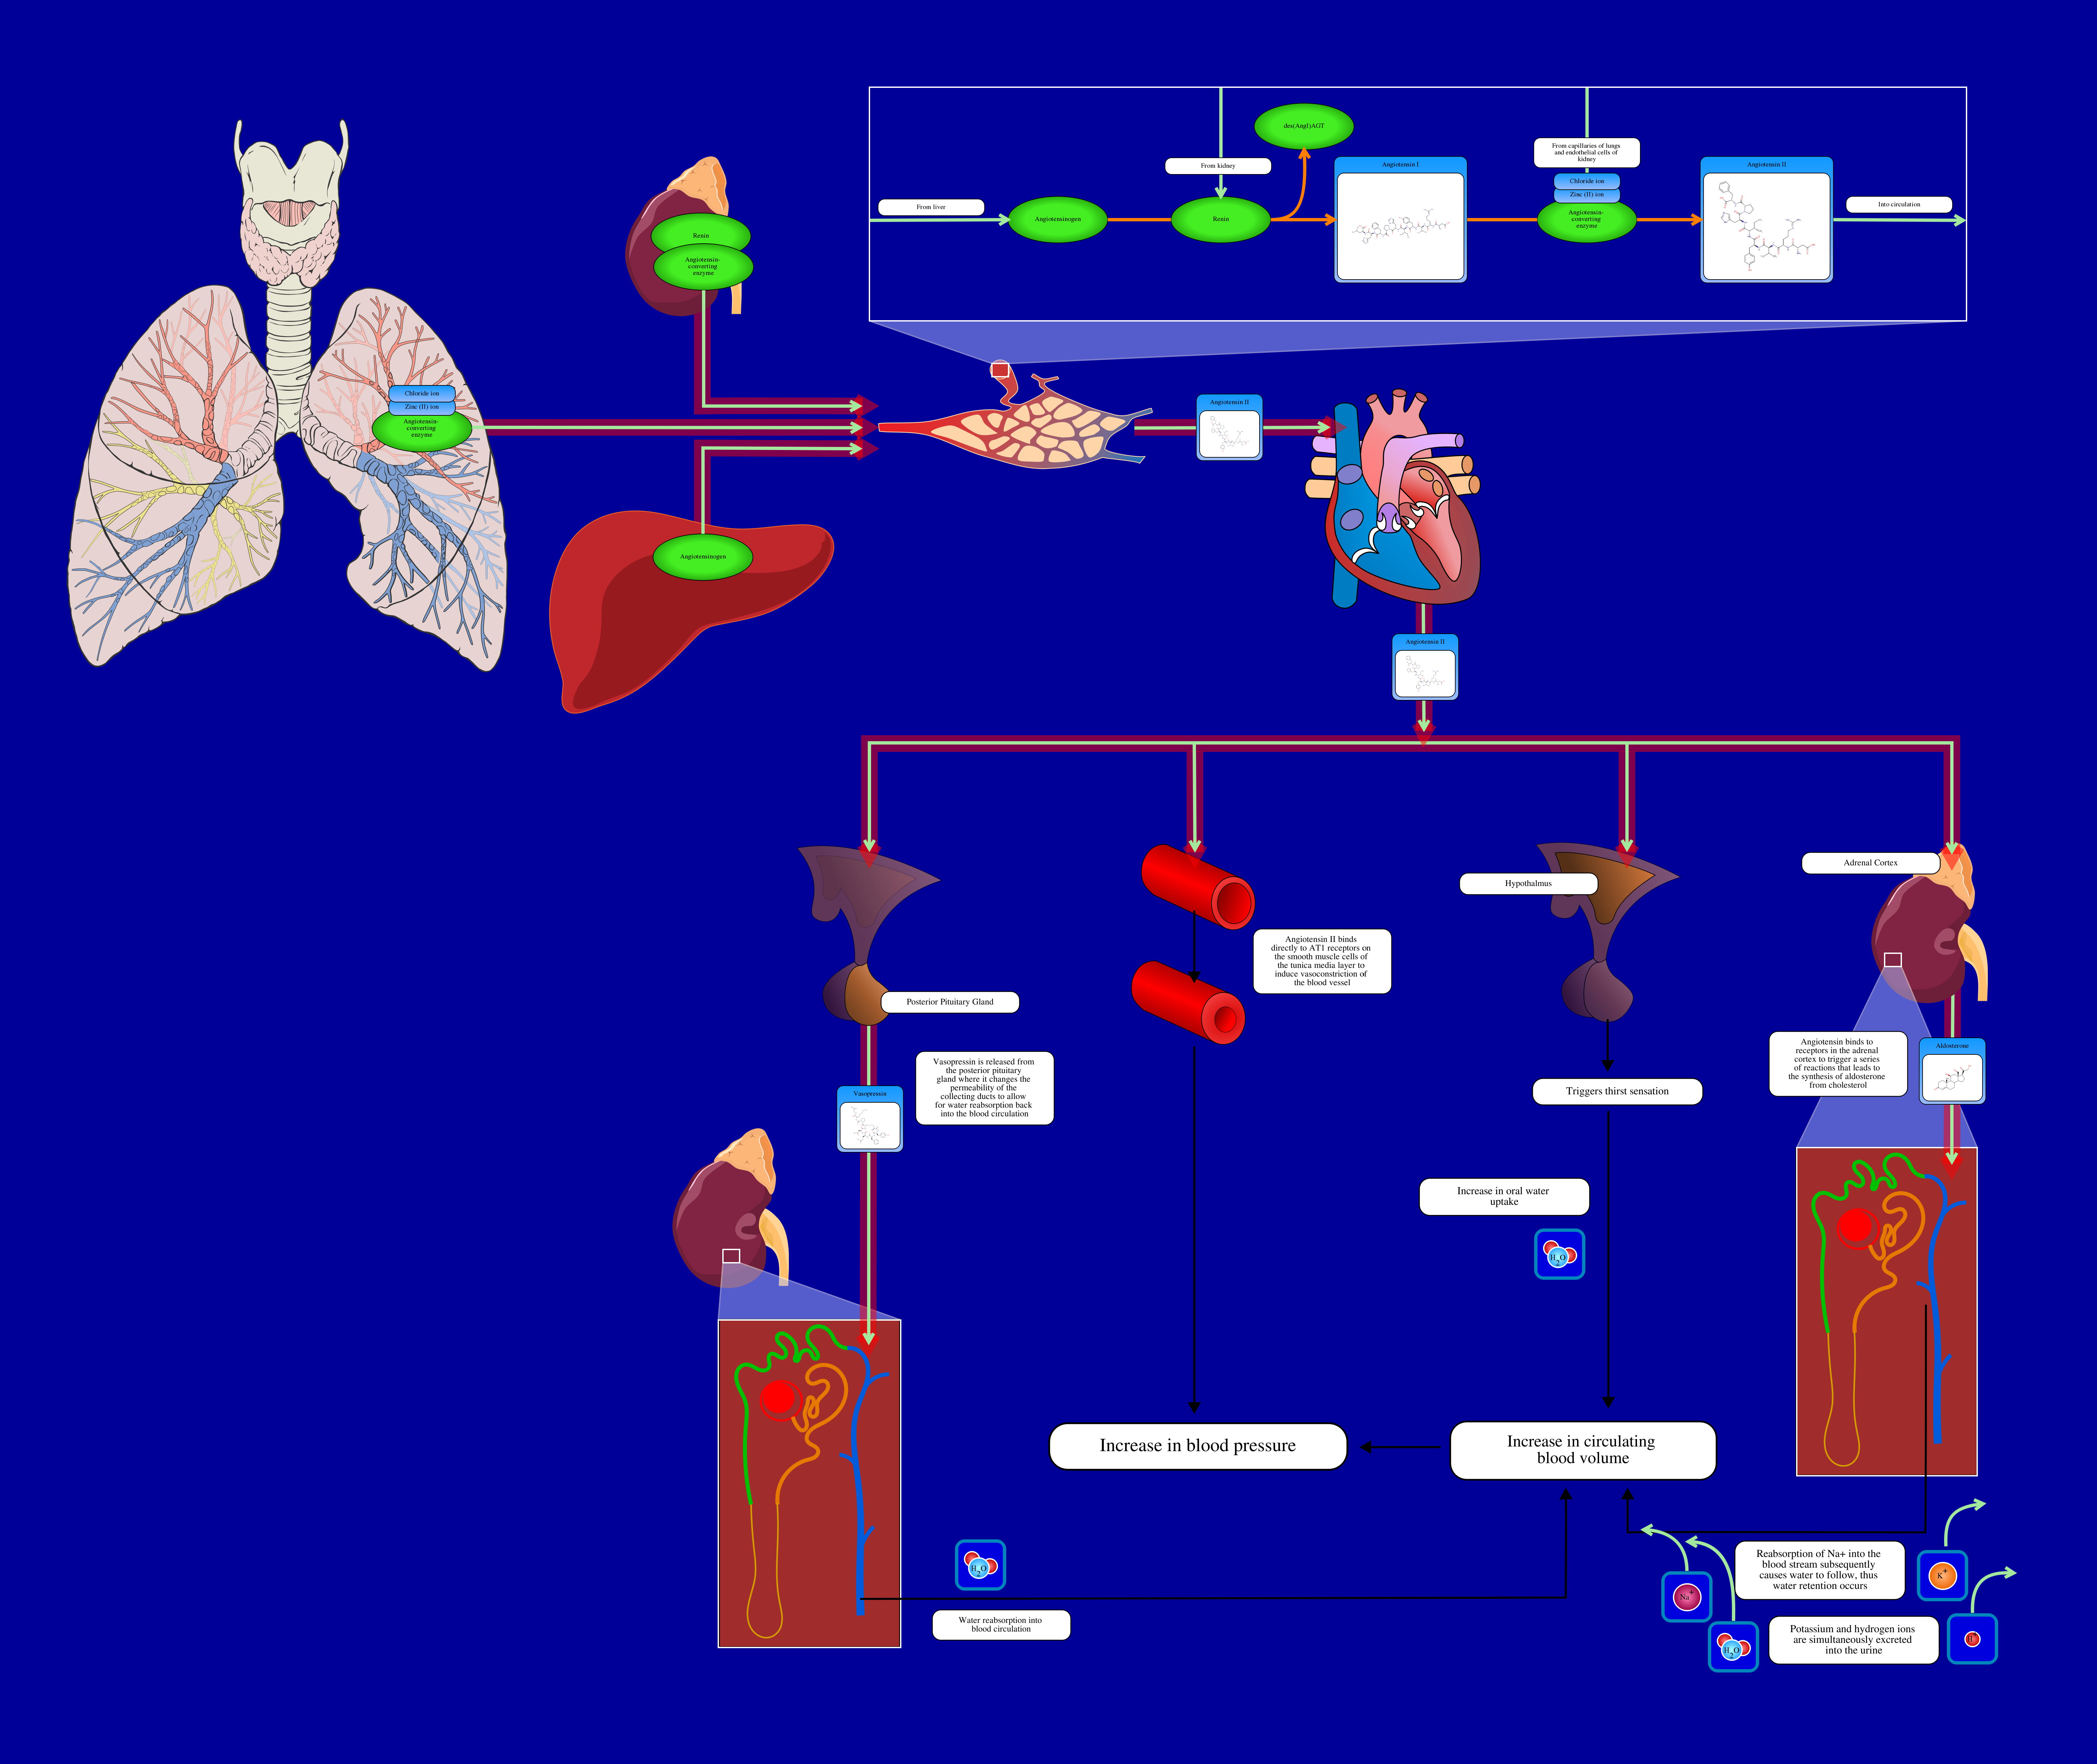 From liver
Angiotensinogen
From kidney
Renin
des(AngI)AGT
Angiotensin I
From capillaries of lungs
and endothelial cells of
kidney
Chloride ion
Zinc (II) ion
Angiotensin-
converting
enzyme
Angiotensin II
Into circulation
Renin
Angiotensin-
converting
enzyme
Chloride ion
Zinc (II) ion
Angiotensin-
converting
enzyme
Angiotensinogen
Angiotensin II
Angiotensin II
Posterior Pituitary Gland
Vasopressin is released from
the posterior pituitary
gland where it changes the
permeability of the
collecting ducts to allow
for water reabsorption back
into the blood circulation
Vasopressin
Angiotensin II binds
directly to AT1 receptors on
the smooth muscle cells of
the tunica media layer to
induce vasoconstriction of
the blood vessel
Hypothalmus
Triggers thirst sensation
Increase in oral water
uptake
H2O
Adrenal Cortex
Angiotensin binds to
receptors in the adrenal
cortex to trigger a series
of reactions that leads to
the synthesis of aldosterone
from cholesterol
Aldosterone
Increase in blood pressure
Increase in circulating
blood volume
H2O
Water reabsorption into
blood circulation
Reabsorption of Na+ into the
blood stream subsequently
causes water to follow, thus
water retention occurs
Na+
H2O
K+
Potassium and hydrogen ions
are simultaneously excreted
into the urine